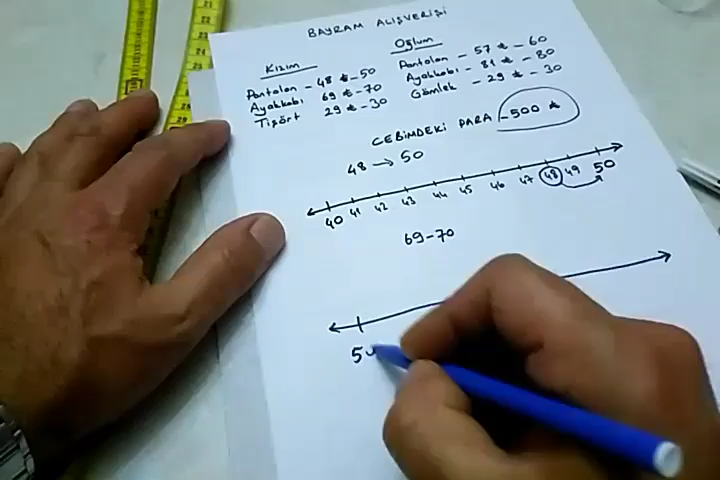 BAYRAM ALIŞVERİŞİ
Kızım
Pantolon - 48 ₺ - 50
Ayakkabı 69 ₺ - 70
Tişört 29 ₺ - 30
Oğlum
Pantolon - 57 ₺ - 60
Ayakkabı - 81 ₺ - 80
Gömlek - 29 ₺ - 30
CEBİMDEKİ PARA - 500 ₺
48 → 50
40 41 42 43 44 45 46 47 48 49 50
69-70